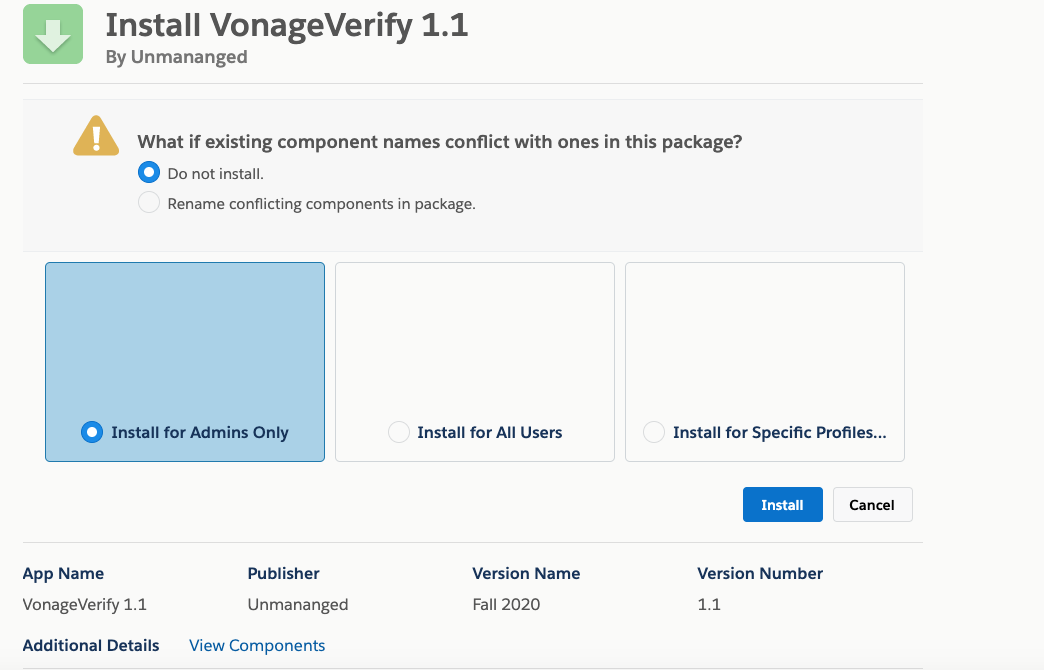 Install VonageVerify 1.1
By Unmananged
What if existing component names conflict with ones in this package?
Do not install.
Rename conflicting components in package.
Install for Admins Only
Install for All Users
Install for Specific Profiles...
Install
Cancel
App Name Publisher Version Name Version Number
VonageVerify 1.1 Unmananged Fall 2020 1.1
Additional Details View Components